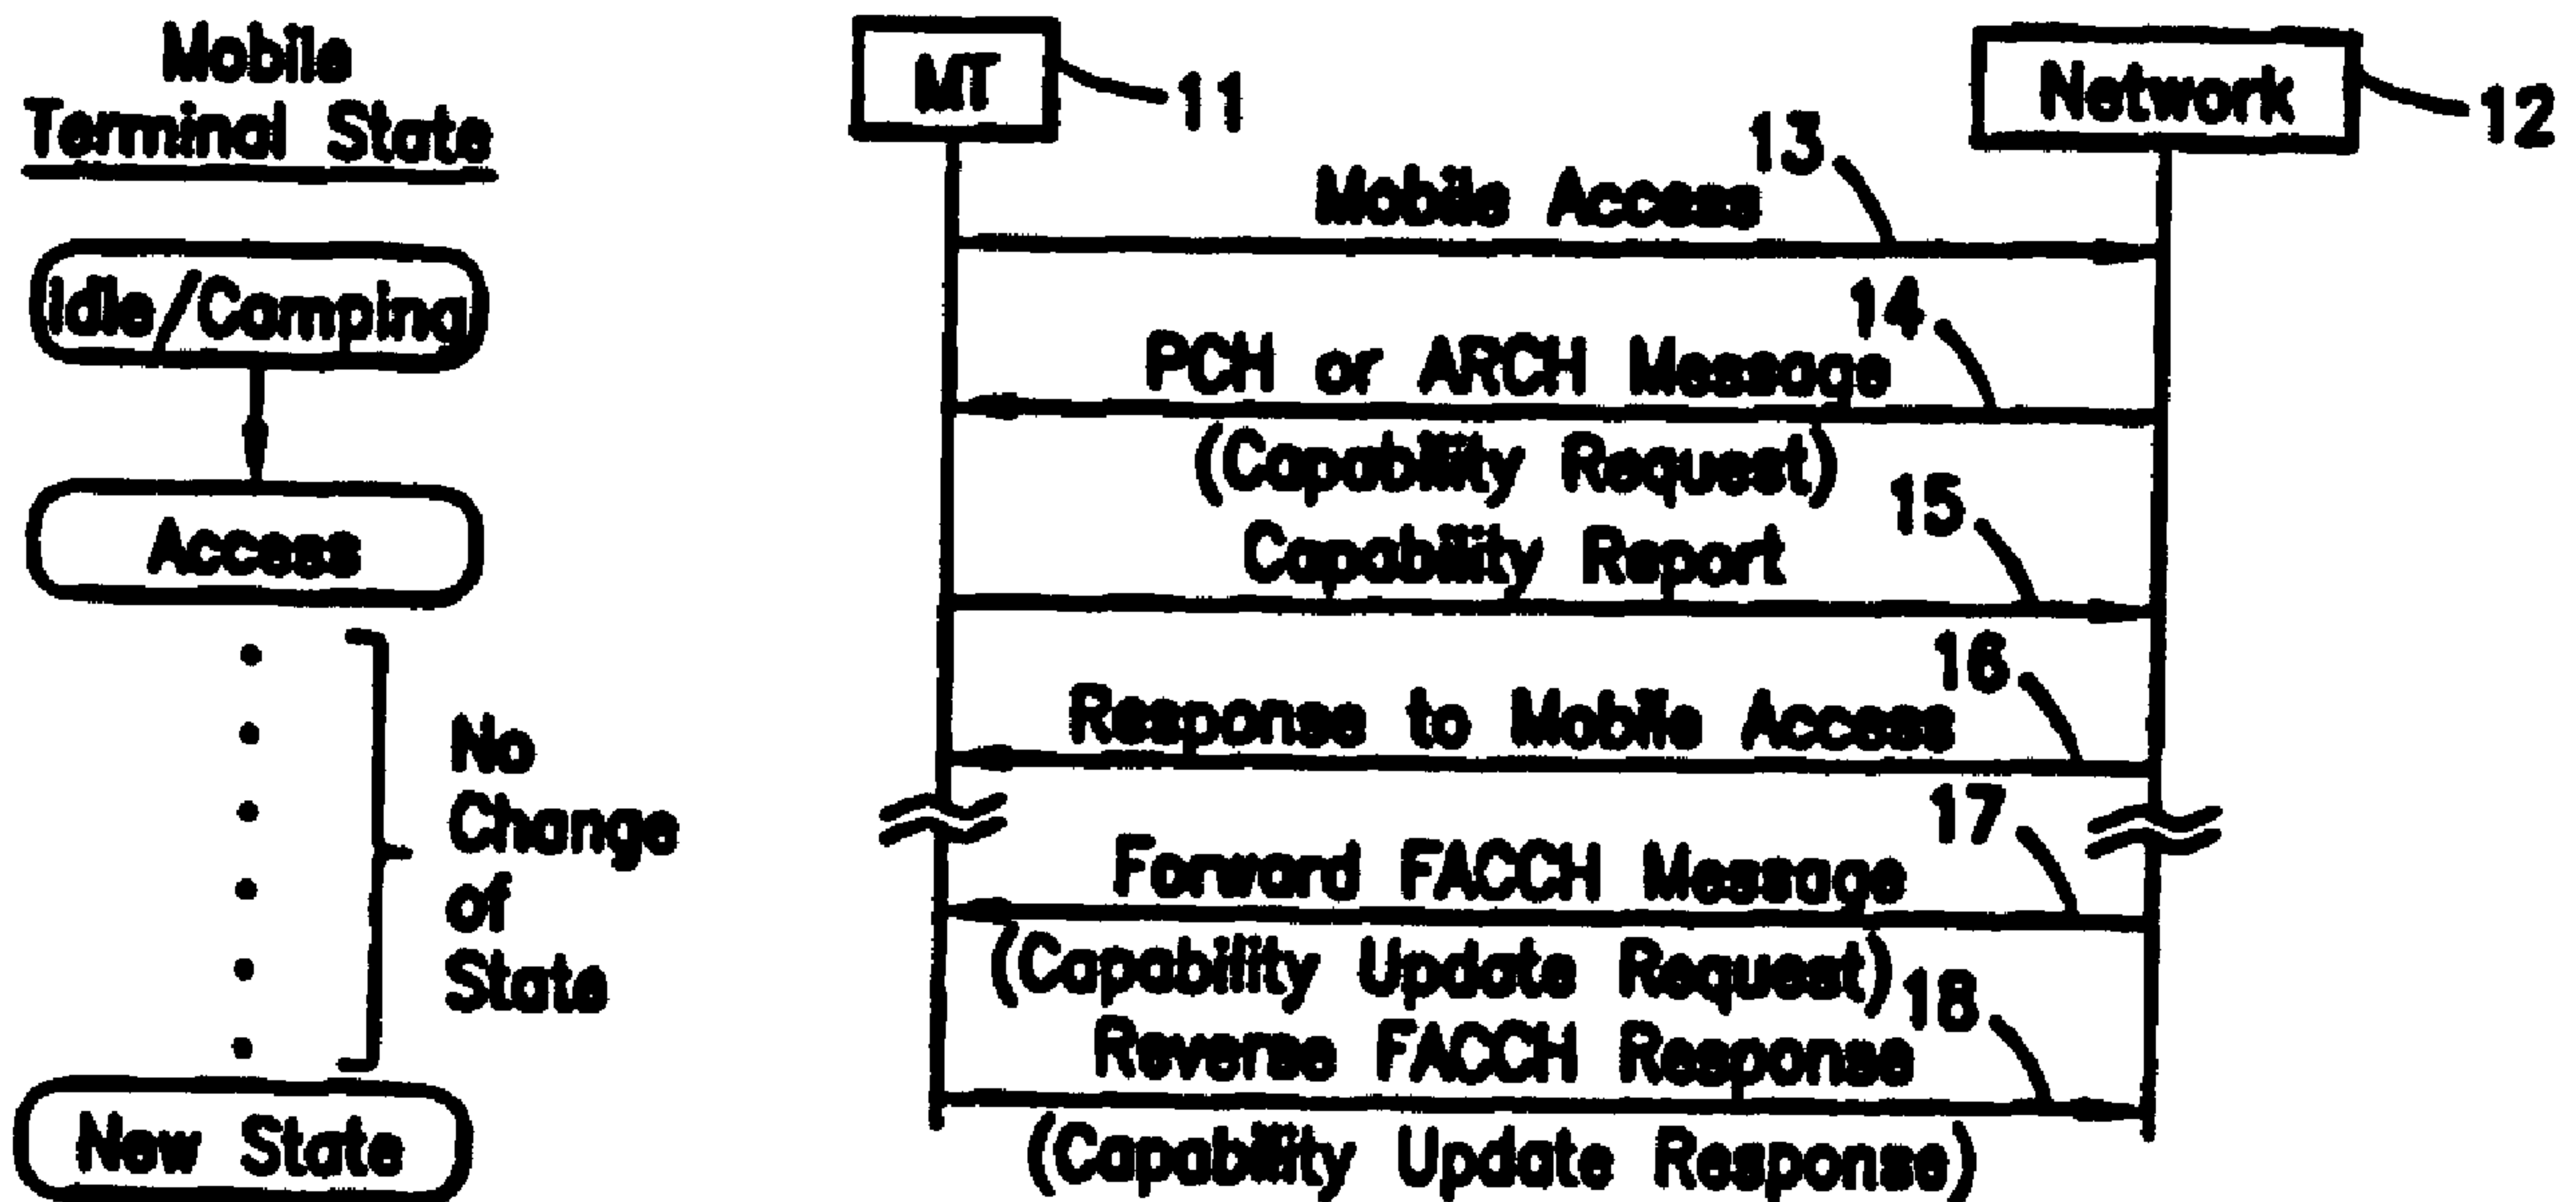 Mobile
Terminal State
Idle/Camping
Access
No
Change
of
State
New State
MT
11
Network
12
13
Mobile Access
14
PCH or ARCH Message
(Capability Request)
15
Capability Report
16
Response to Mobile Access
17
Forward FACCH Message
(Capability Update Request)
18
Reverse FACCH Response
(Capability Update Response)